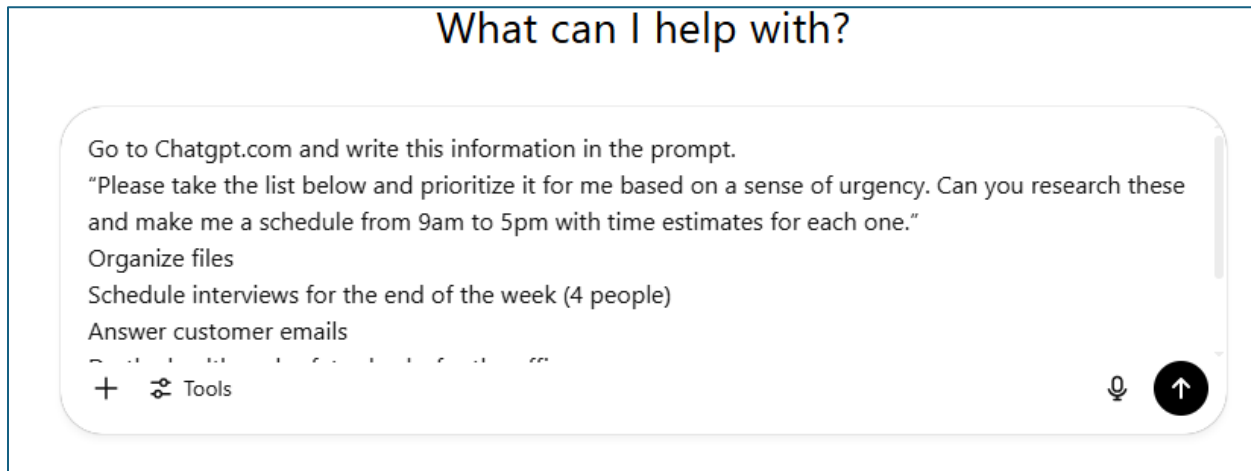 What can I help with?
Go to Chatgpt.com and write this information in the prompt.
“Please take the list below and prioritize it for me based on a sense of urgency. Can you research these
and make me a schedule from 9am to 5pm with time estimates for each one.”
Organize files
Schedule interviews for the end of the week (4 people)
Answer customer emails
Tools